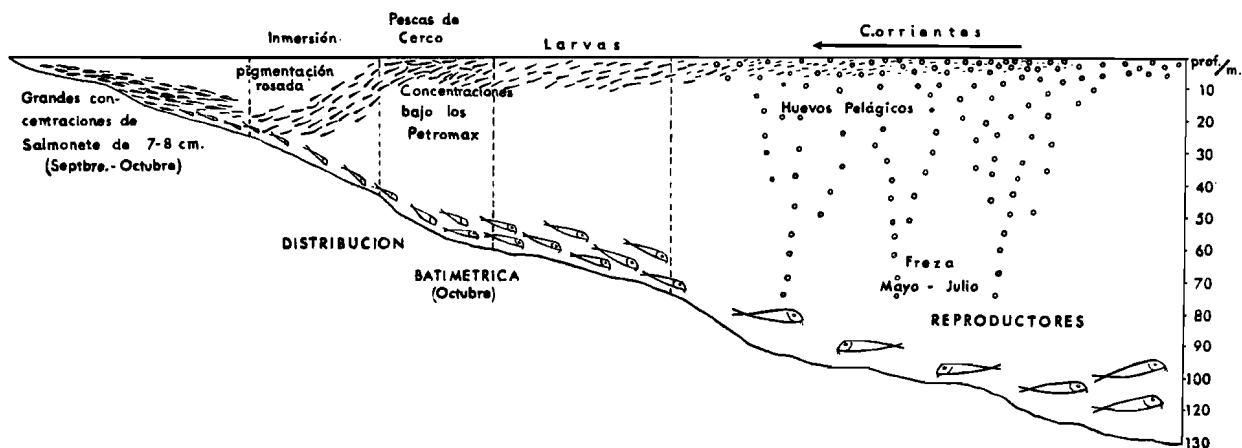 Inmersión
Pescas de
Cerco
Larvas
Corrientes
pigmentación
rosada
Grandes con-
centraciones de
Salmonete de 7-8 cm.
(Septbre.-Octubre)
Concentraciones
bajo los
Petromax
Huevos Pelágicos
DISTRIBUCION
BATIMETRICA
(Octubre)
Freza
Mayo - Julio
REPRODUCTORES
prof./m.
10
20
30
40
50
60
70
80
90
100
120
130